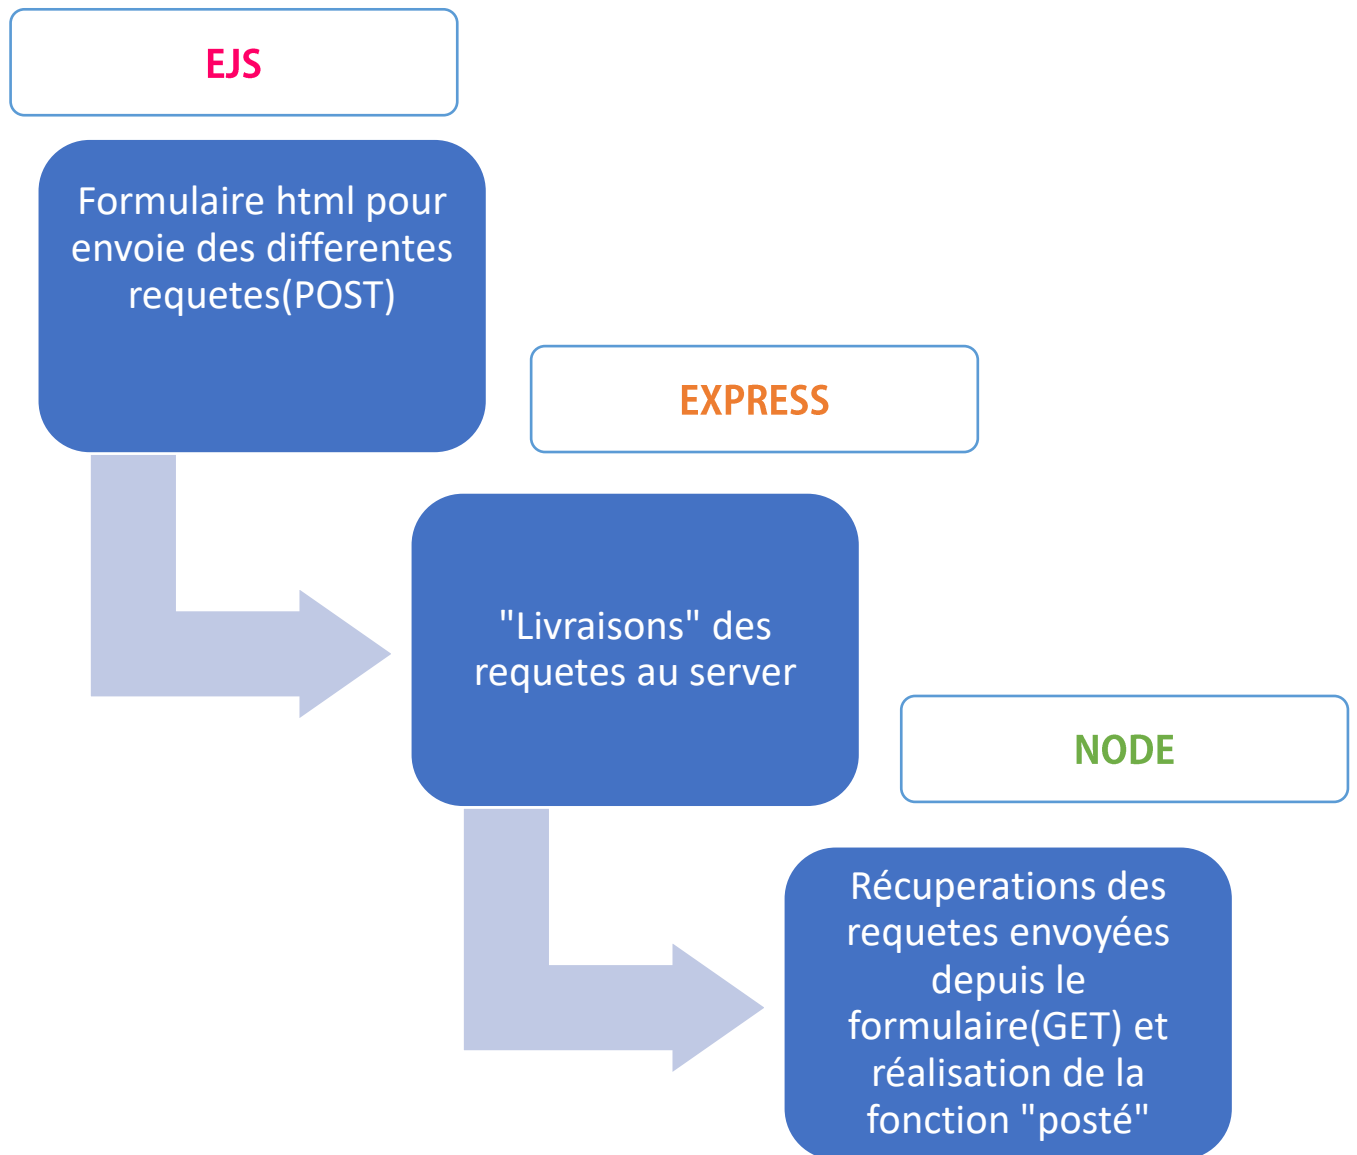 EJS
Formulaire html pour
envoie des differentes
requetes(POST)
EXPRESS
"Livraisons" des
requetes au server
NODE
Récuperations des
requetes envoyées
depuis le
formulaire(GET) et
réalisation de la
fonction "posté"